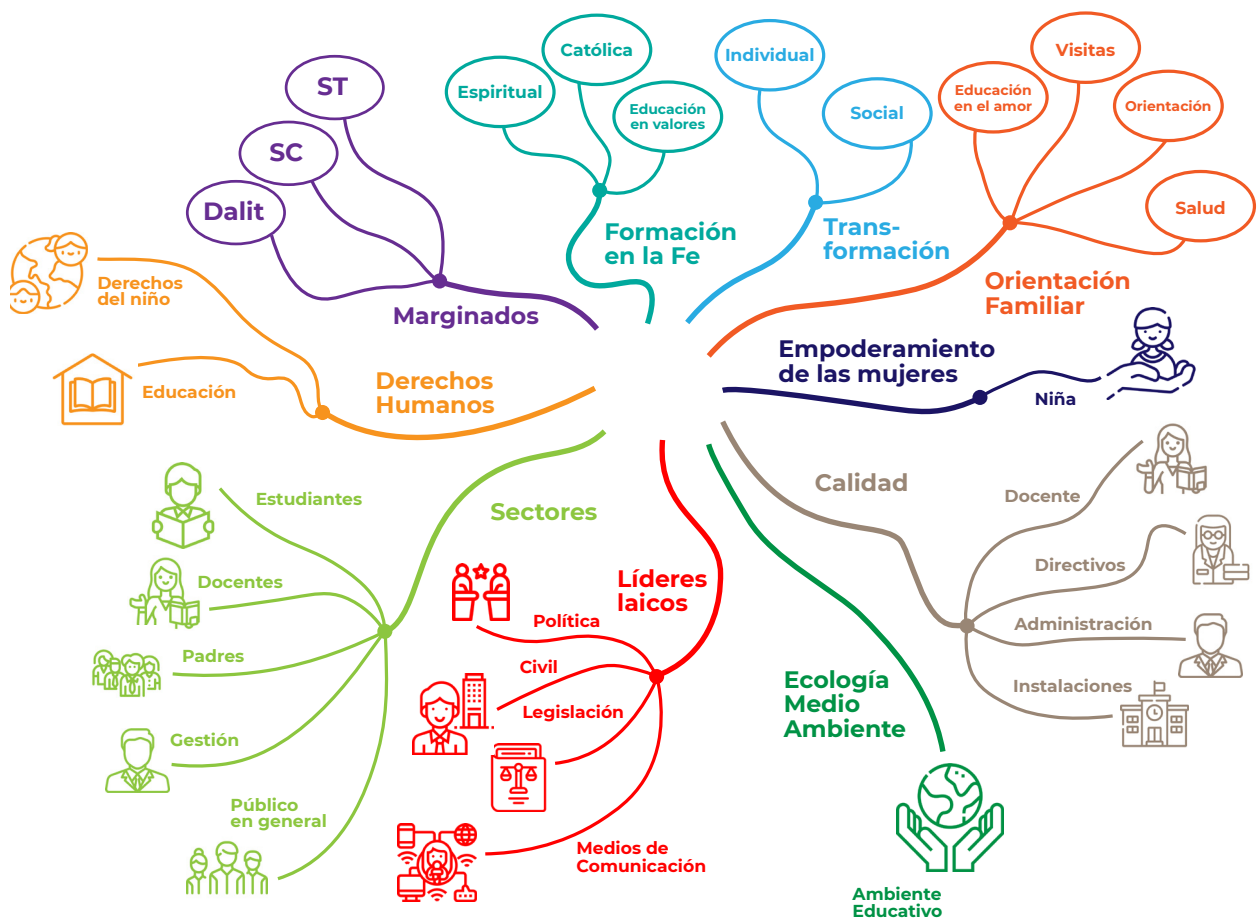 ST
SC
Dalit
Marginados
Espiritual
Católica
Educación
en valores
Formación
en la Fe
Individual
Social
Trans-
formación
Educación
en el amor
Visitas
Orientación
Salud
Orientación
Familiar
Derechos
del niño
Educación
Derechos
Humanos
Empoderamiento
de las mujeres
Niña
Sectores
Estudiantes
Docentes
Padres
Gestión
Público
en general
Líderes
laicos
Política
Civil
Legislación
Medios de
Comunicación
Ecología
Medio
Ambiente
Ambiente
Educativo
Calidad
Docente
Directivos
Administración
Instalaciones